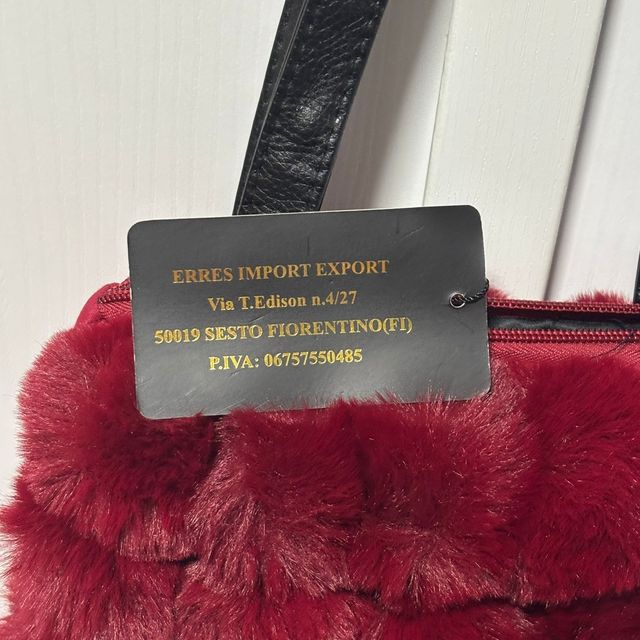 ERRES IMPORT EXPORT
Via T.Edison n.4/27
50019 SESTO FIORENTINO(FI)
P.IVA: 06757550485